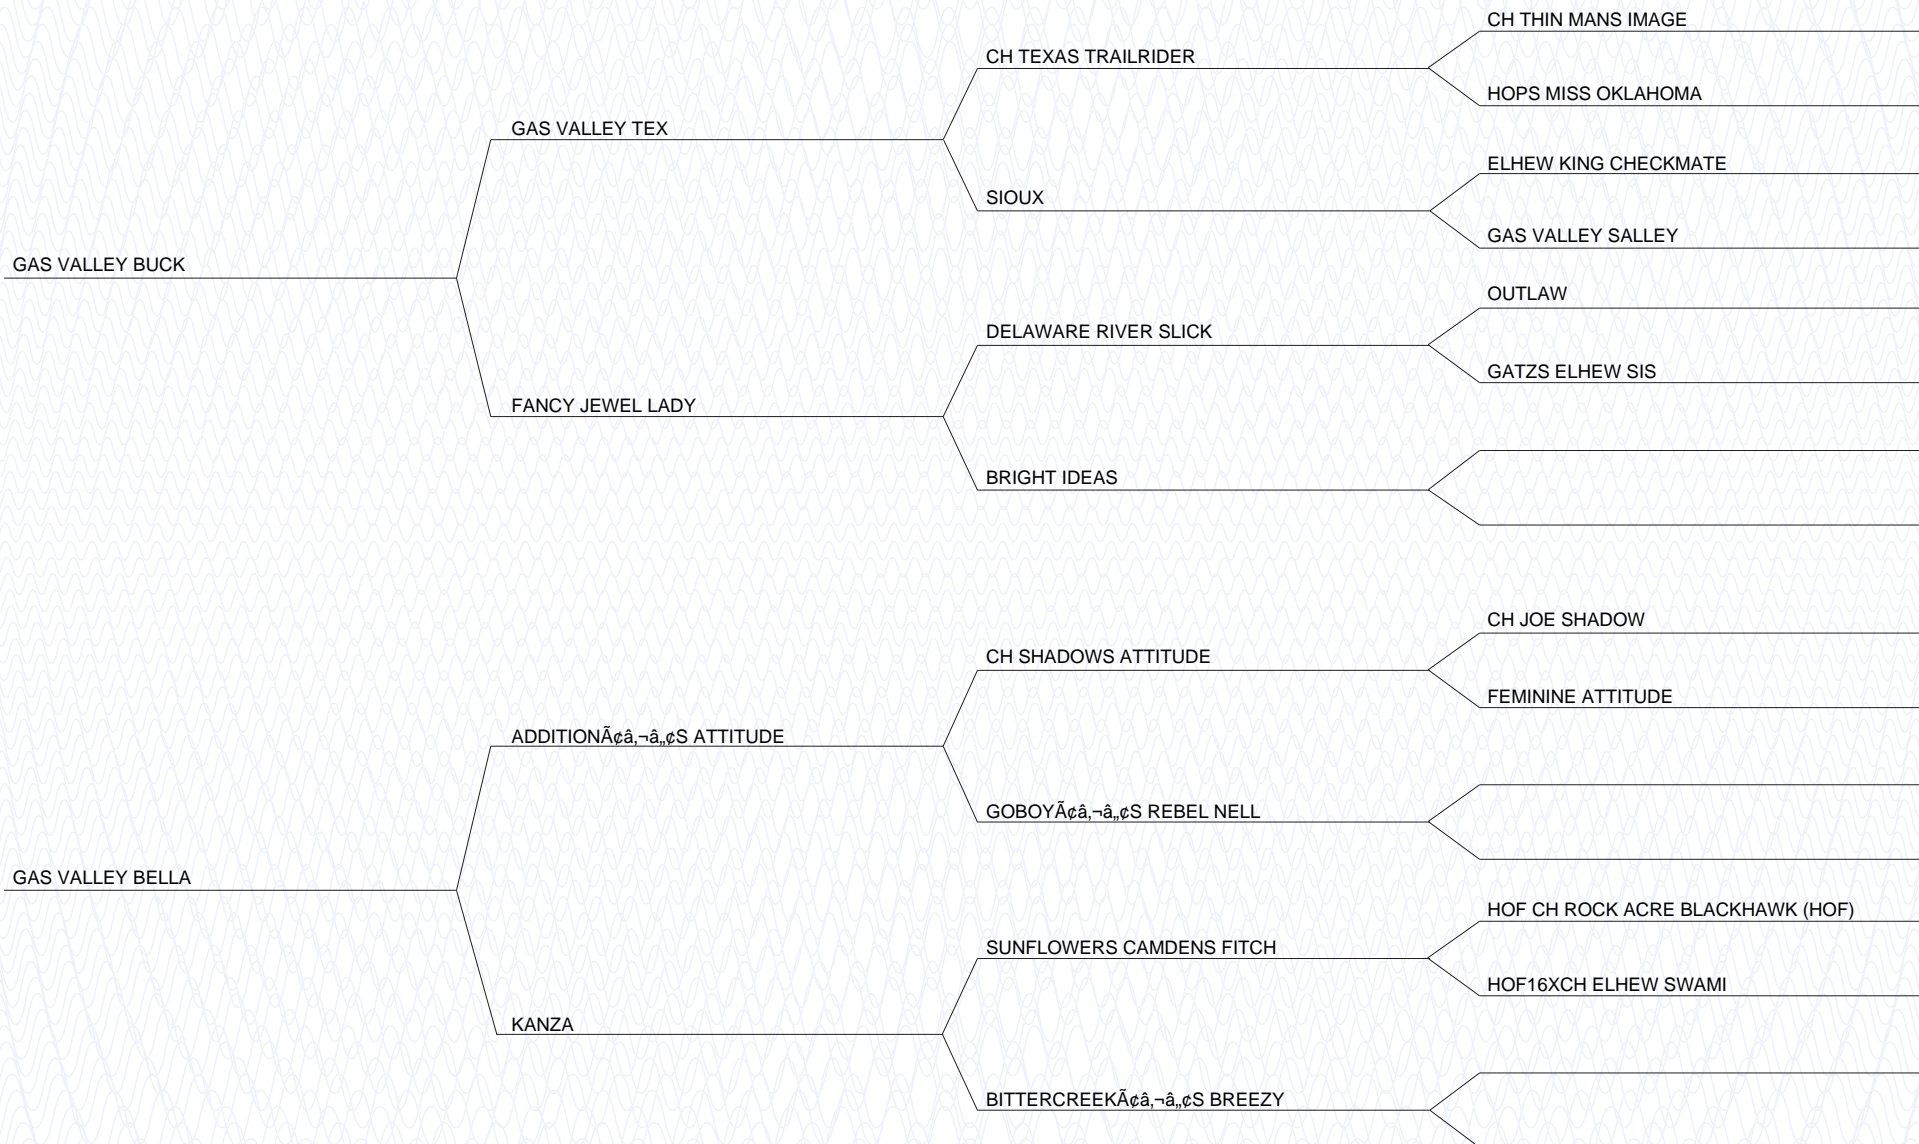 CH THIN MANS IMAGE
CH TEXAS TRAILRIDER
HOPS MISS OKLAHOMA
GAS VALLEY TEX
ELHEW KING CHECKMATE
SIOUX
GAS VALLEY SALLEY
GAS VALLEY BUCK
OUTLAW
DELAWARE RIVER SLICK
GATZS ELHEW SIS
FANCY JEWEL LADY
BRIGHT IDEAS
CH JOE SHADOW
CH SHADOWS ATTITUDE
FEMININE ATTITUDE
ADDITIONÃ¢â‚¬â„¢S ATTITUDE
GOBOYÃ¢â‚¬â„¢S REBEL NELL
GAS VALLEY BELLA
HOF CH ROCK ACRE BLACKHAWK (HOF)
SUNFLOWERS CAMDENS FITCH
HOF16XCH ELHEW SWAMI
KANZA
BITTERCREEKÃ¢â‚¬â„¢S BREEZY